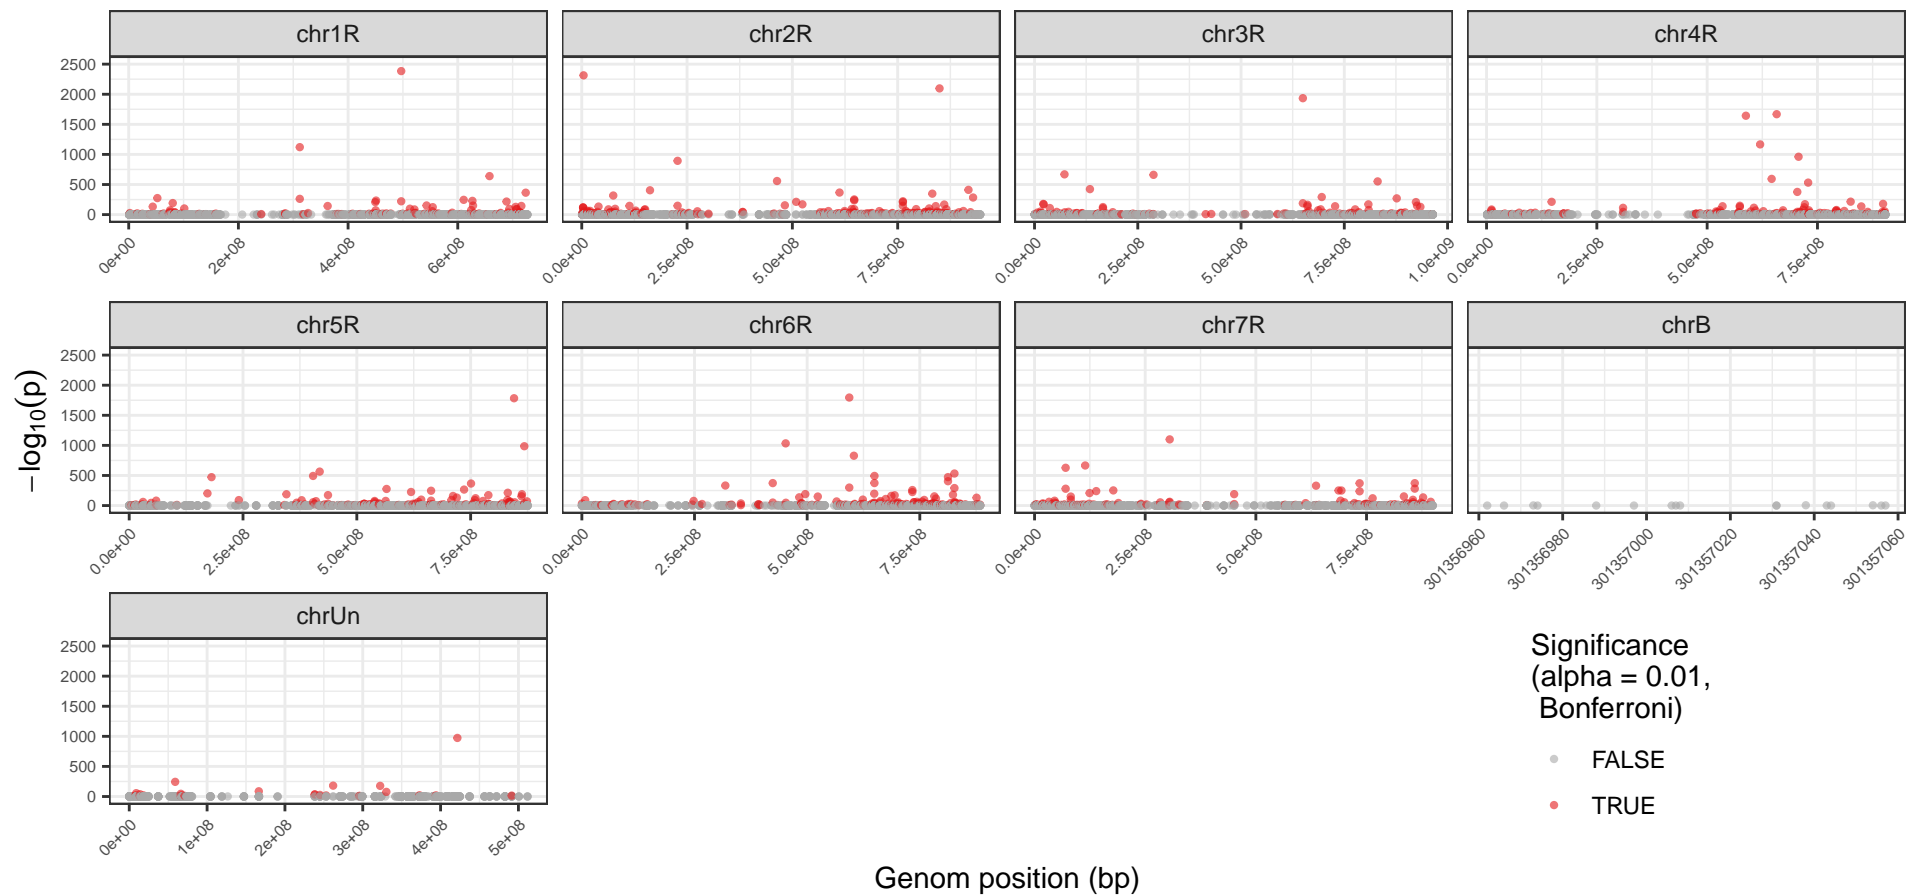 chr1R chr2R chr3R chr4R
2500
2000
1500
1000
500
0
0e+00 2e+08 4e+08 6e+08
0.0e+00 2.5e+08 5.0e+08 7.5e+08
0.0e+00 2.5e+08 5.0e+08 7.5e+08 1.0e+09
0.0e+00 2.5e+08 5.0e+08 7.5e+08
chr5R chr6R chr7R chrB
2500
2000
1500
1000
500
0
0.0e+00 2.5e+08 5.0e+08 7.5e+08
0.0e+00 2.5e+08 5.0e+08 7.5e+08
0.0e+00 2.5e+08 5.0e+08 7.5e+08
301356960 301356980 301357000 301357020 301357040 301357060
−log10(p)
chrUn
2500
2000
1500
1000
500
0
0e+00 1e+08 2e+08 3e+08 4e+08 5e+08
Significance
(alpha = 0.01,
Bonferroni)
FALSE
TRUE
Genom position (bp)